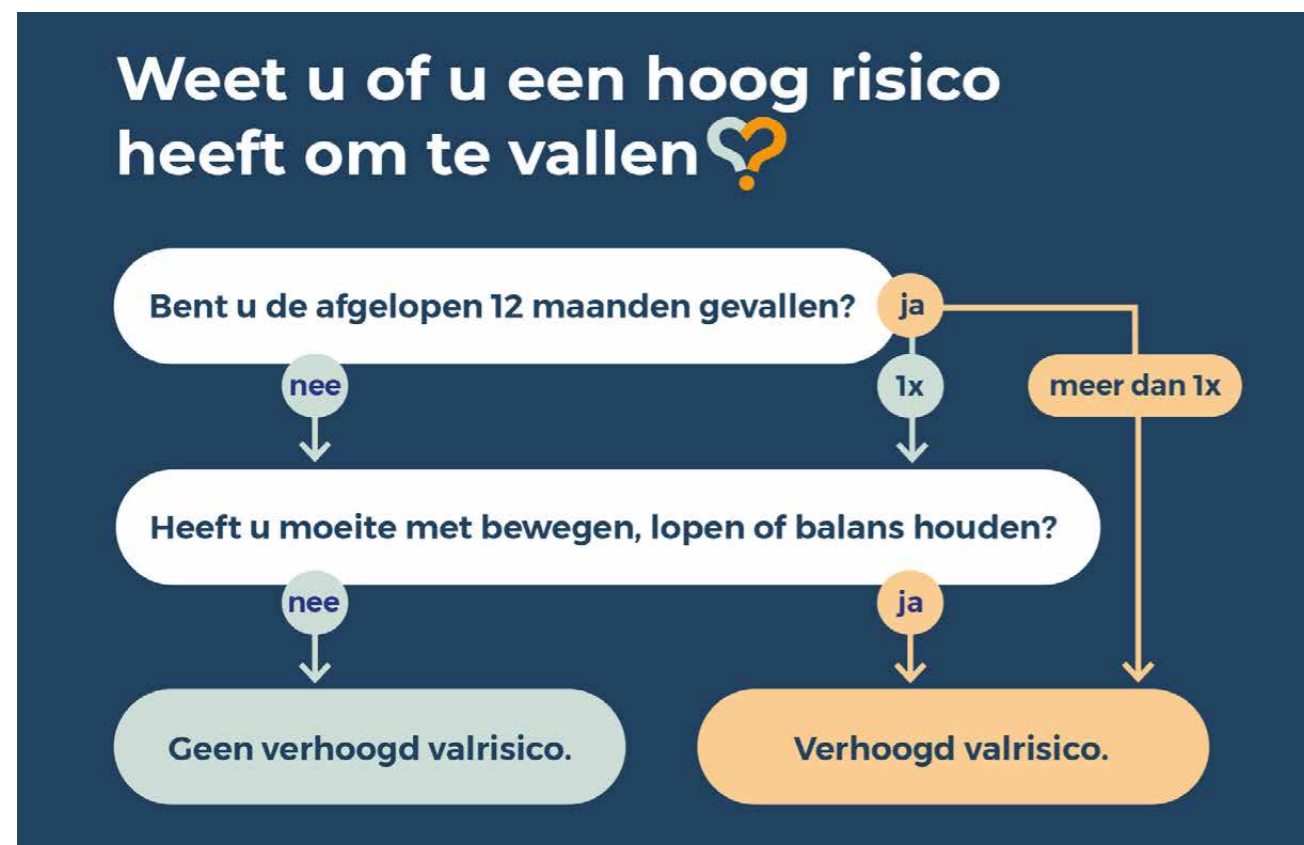 Weet u of u een hoog risico
heeft om te vallen?
Bent u de afgelopen 12 maanden gevallen?
ja
nee
1x
meer dan 1x
Heeft u moeite met bewegen, lopen of balans houden?
nee
ja
Geen verhoogd valrisico.
Verhoogd valrisico.